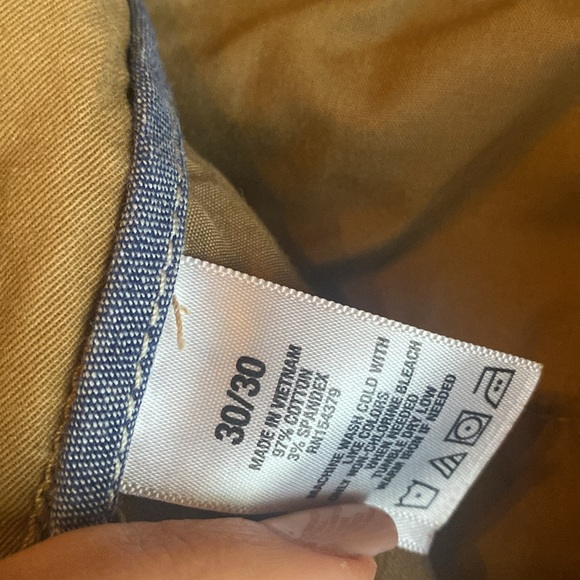 30/30
MADE IN VIETNAM
97% COTTON
3% SPANDEX
RN154379
MACHINE WASH COLD WITH
LIKE COLORS
ONLY NON-CHLORINE BLEACH
WHEN NEEDED
TUMBLE DRY LOW
WARM IRON IF NEEDED